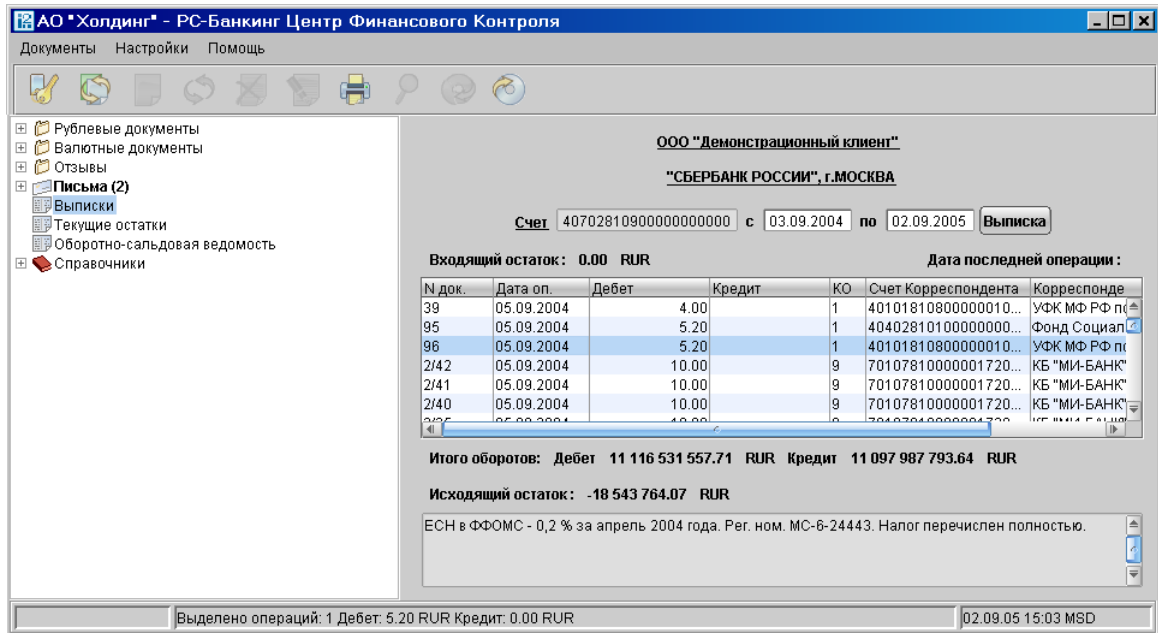 АО "Холдинг" - РС-Банкинг Центр Финансового Контроля
Документы Настройки Помощь
Рублевые документы
Валютные документы
Отзывы
Письма (2)
Выписки
Текущие остатки
Оборотно-сальдовая ведомость
Справочники
ООО "Демонстрационный клиент"
"СБЕРБАНК РОССИИ", г.МОСКВА
Счет 40702810900000000000 с 03.09.2004 по 02.09.2005 Выписка
Входящий остаток: 0.00 RUR Дата последней операции:
N док. Дата оп. Дебет Кредит КО Счет Корреспондента Корреспонде
39 05.09.2004 4.00 1 40101810800000010... УФК МФ РФ по
95 05.09.2004 5.20 1 40402810100000000... Фонд Социал
96 05.09.2004 5.20 1 40101810800000010... УФК МФ РФ по
2/42 05.09.2004 10.00 9 70107810000001720... КБ "МИ-БАНК"
2/41 05.09.2004 10.00 9 70107810000001720... КБ "МИ-БАНК"
2/40 05.09.2004 10.00 9 70107810000001720... КБ "МИ-БАНК"
Итого оборотов: Дебет 11 116 531 557.71 RUR Кредит 11 097 987 793.64 RUR
Исходящий остаток: -18 543 764.07 RUR
ЕСН в ФФОМС - 0,2 % за апрель 2004 года. Рег. ном. МС-6-24443. Налог перечислен полностью.
Выделено операций: 1 Дебет: 5.20 RUR Кредит: 0.00 RUR 02.09.05 15:03 MSD